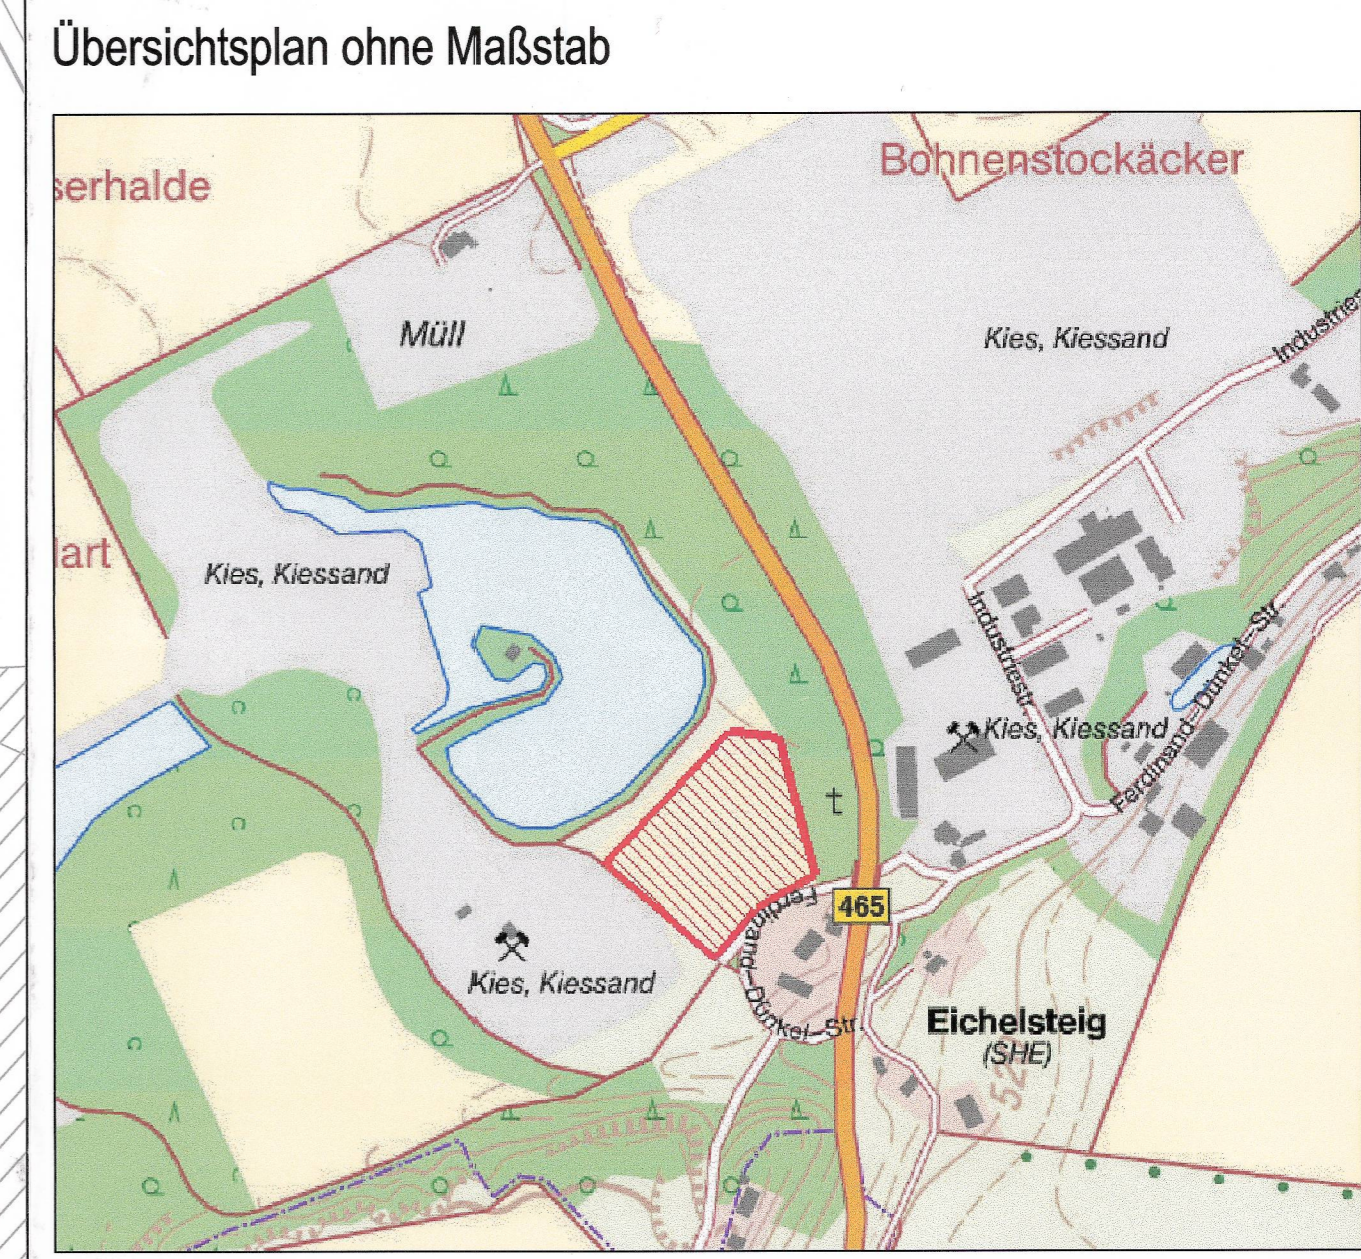 Übersichtsplan ohne Maßstab
Bohnenstockäcker
serhalde
Müll
Kies, Kiessand
Industrie
lart
Kies, Kiessand
Industriestr.
Ferdinand-Dünkel-Str.
Kies, Kiessand
t
465
Ferdinand-Dünkel-Str.
Kies, Kiessand
Eichelsteig
(SHE)